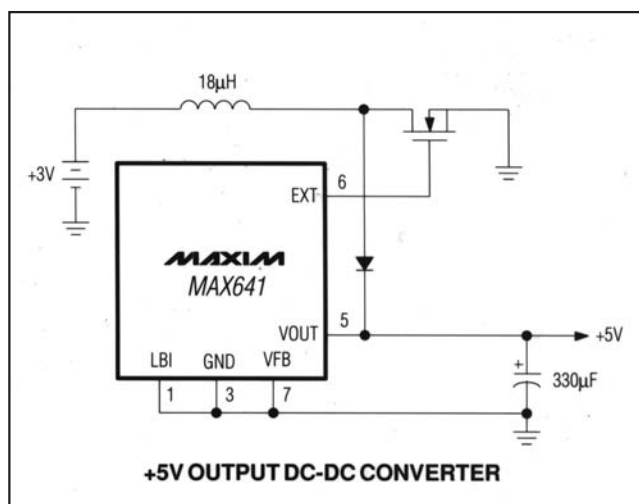 18μH
+3V
6
EXT
MAXIM
MAX641
VOUT
5
+5V
LBI
GND
VFB
1
3
7
+
330μF
+5V OUTPUT DC-DC CONVERTER